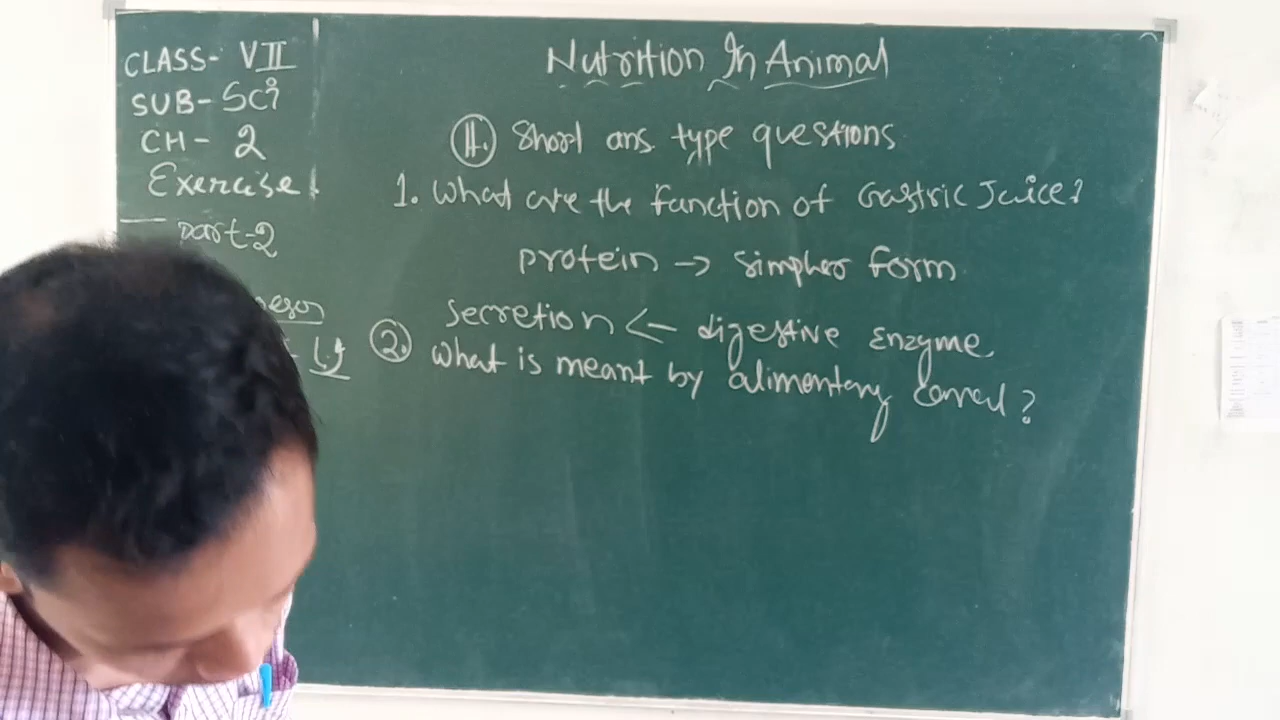 CLASS- VII
SUB- Sci
CH- 2
Exercise
Part-2
Nutrition In Animal
II. Short ans. type questions
1. What are the function of Gastric Juice?
protein → simpler form
secretion ← digestive enzyme
2. What is meant by alimentary canal?